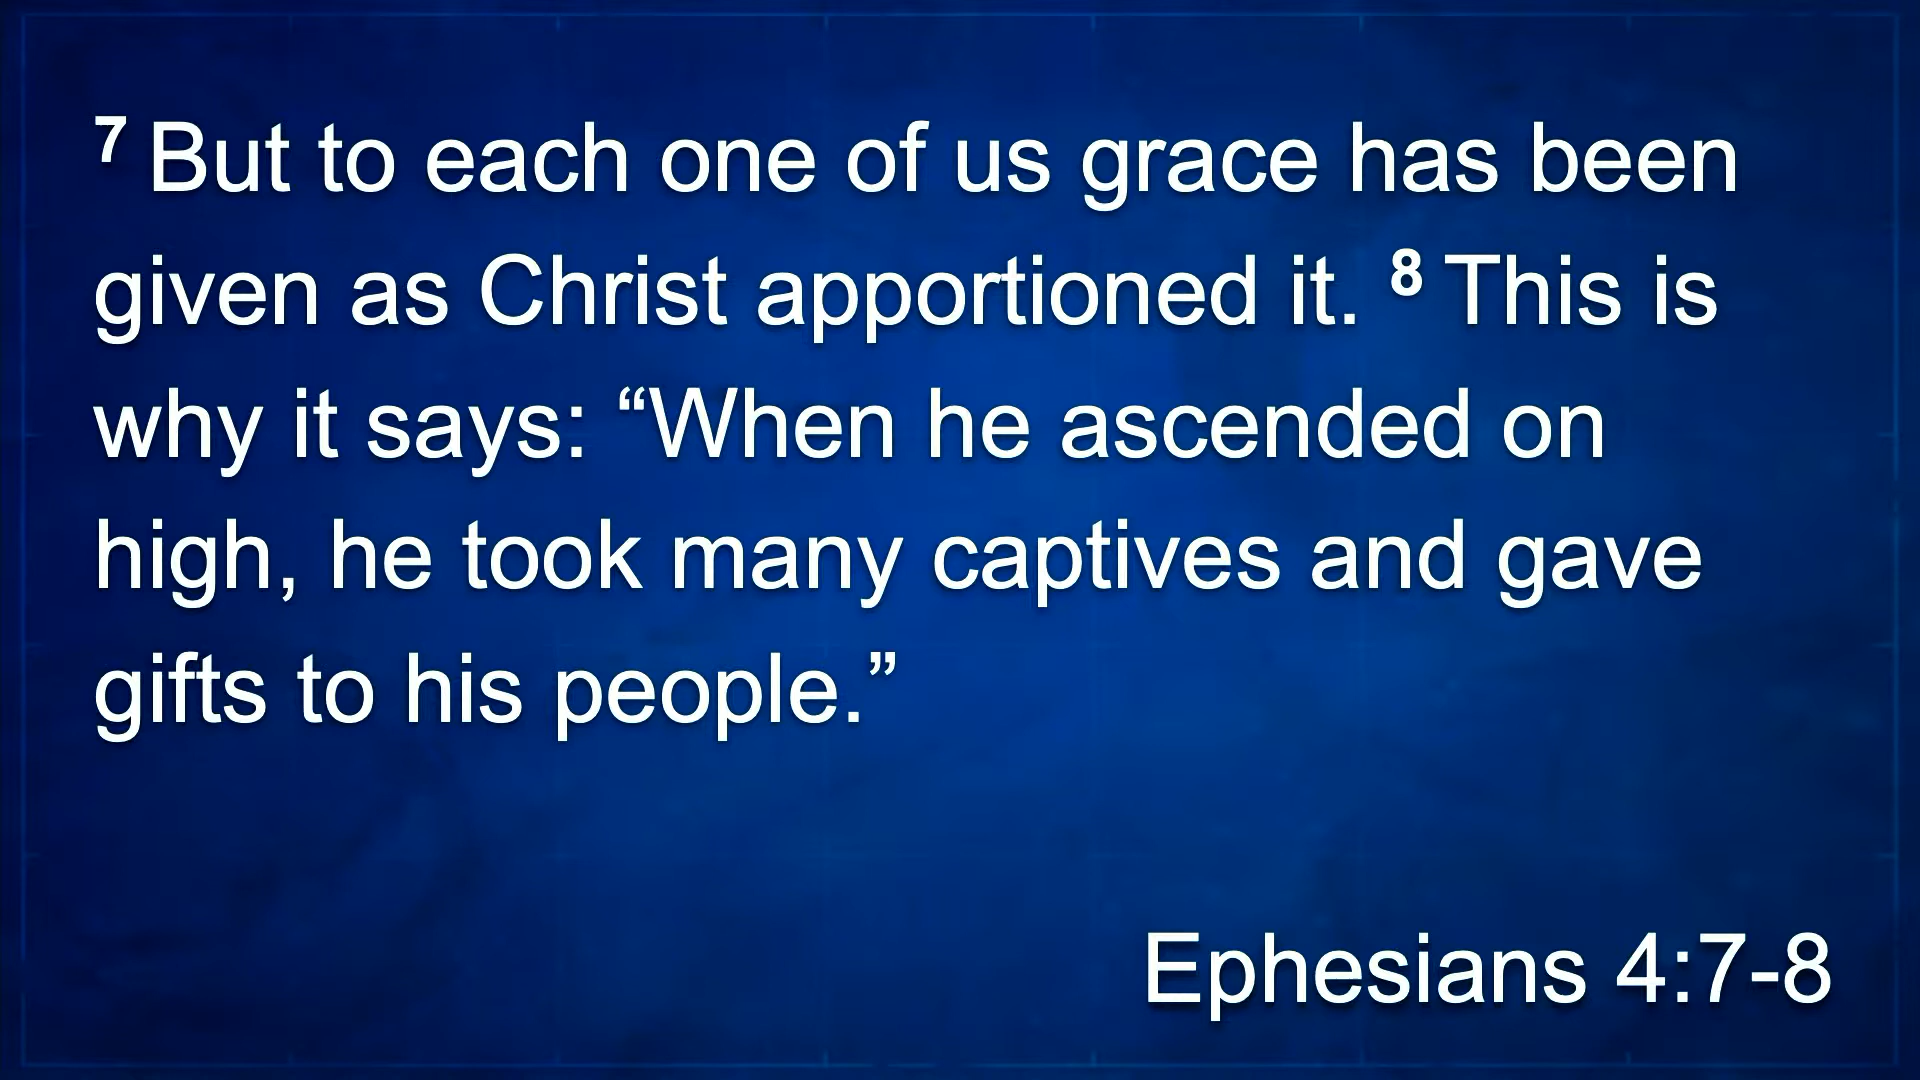 7 But to each one of us grace has been
given as Christ apportioned it. 8 This is
why it says: “When he ascended on
high, he took many captives and gave
gifts to his people.”
Ephesians 4:7-8